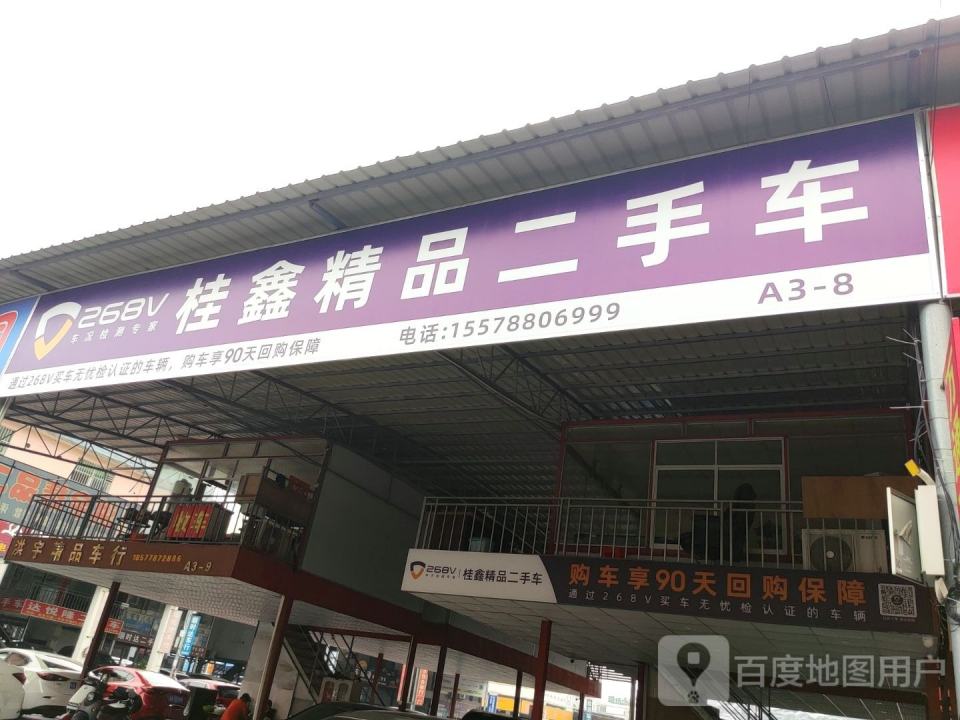 268V
车况检测专家
桂鑫精品二手车
通过268V买车无忧检认证的车辆，购车享90天回购保障
电话:15578806999
A3-8
收车
洪宇精品车行
A3-9
268V
桂鑫精品二手车
购车享90天回购保障
通过268V买车无忧检认证的车辆
百度地图用户